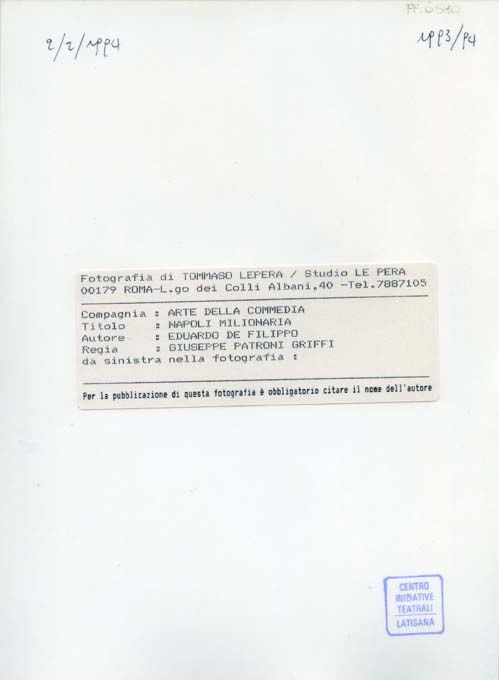 FF.0510
2/2/1994
1993/94
Fotografia di TOMMASO LEPERA / Studio LE PERA
00179 ROMA-L.go dei Colli Albani,40 -Tel.7887105
Compagnia : ARTE DELLA COMMEDIA
Titolo : NAPOLI MILIONARIA
Autore : EDUARDO DE FILIPPO
Regia : GIUSEPPE PATRONI GRIFFI
da sinistra nella fotografia :
Per la pubblicazione di questa fotografia è obbligatorio citare il nome dell'autore
CENTRO
INIZIATIVE
TEATRALI
LATISANA